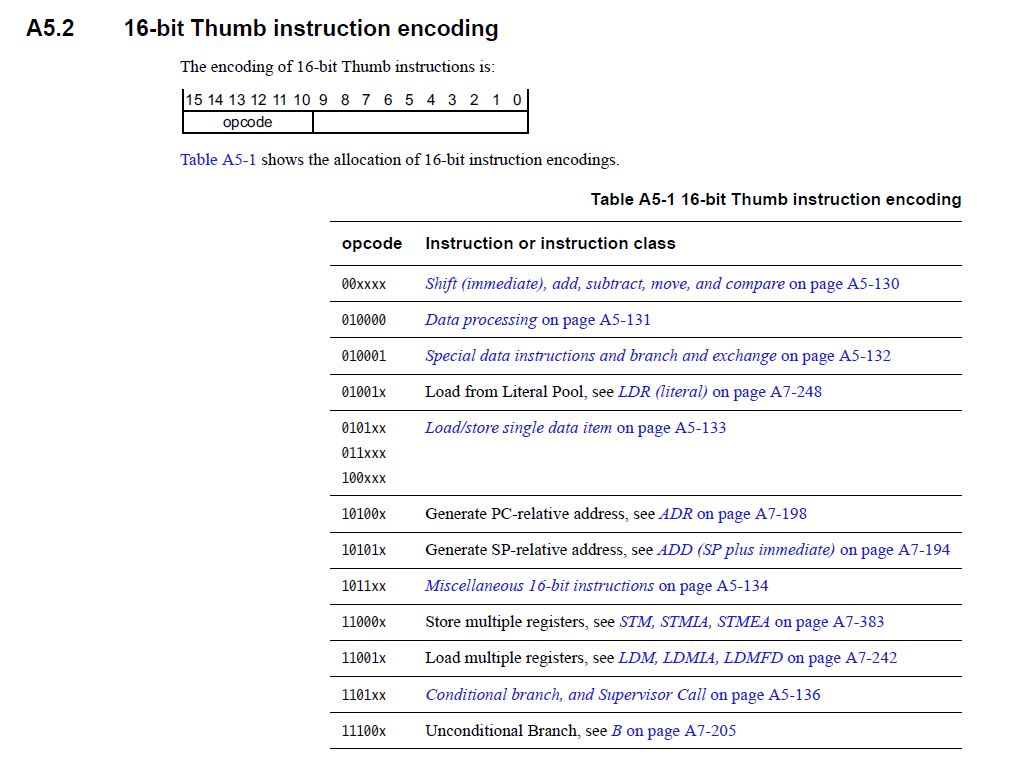 A5.2 16-bit Thumb instruction encoding
The encoding of 16-bit Thumb instructions is:
15 14 13 12 11 10 9 8 7 6 5 4 3 2 1 0
opcode
Table A5-1 shows the allocation of 16-bit instruction encodings.
Table A5-1 16-bit Thumb instruction encoding
opcode Instruction or instruction class
00xxxx Shift (immediate), add, subtract, move, and compare on page A5-130
010000 Data processing on page A5-131
010001 Special data instructions and branch and exchange on page A5-132
01001x Load from Literal Pool, see LDR (literal) on page A7-248
0101xx Load/store single data item on page A5-133
011xxx
100xxx
10100x Generate PC-relative address, see ADR on page A7-198
10101x Generate SP-relative address, see ADD (SP plus immediate) on page A7-194
1011xx Miscellaneous 16-bit instructions on page A5-134
11000x Store multiple registers, see STM, STMIA, STMEA on page A7-383
11001x Load multiple registers, see LDM, LDMIA, LDMFD on page A7-242
1101xx Conditional branch, and Supervisor Call on page A5-136
11100x Unconditional Branch, see B on page A7-205